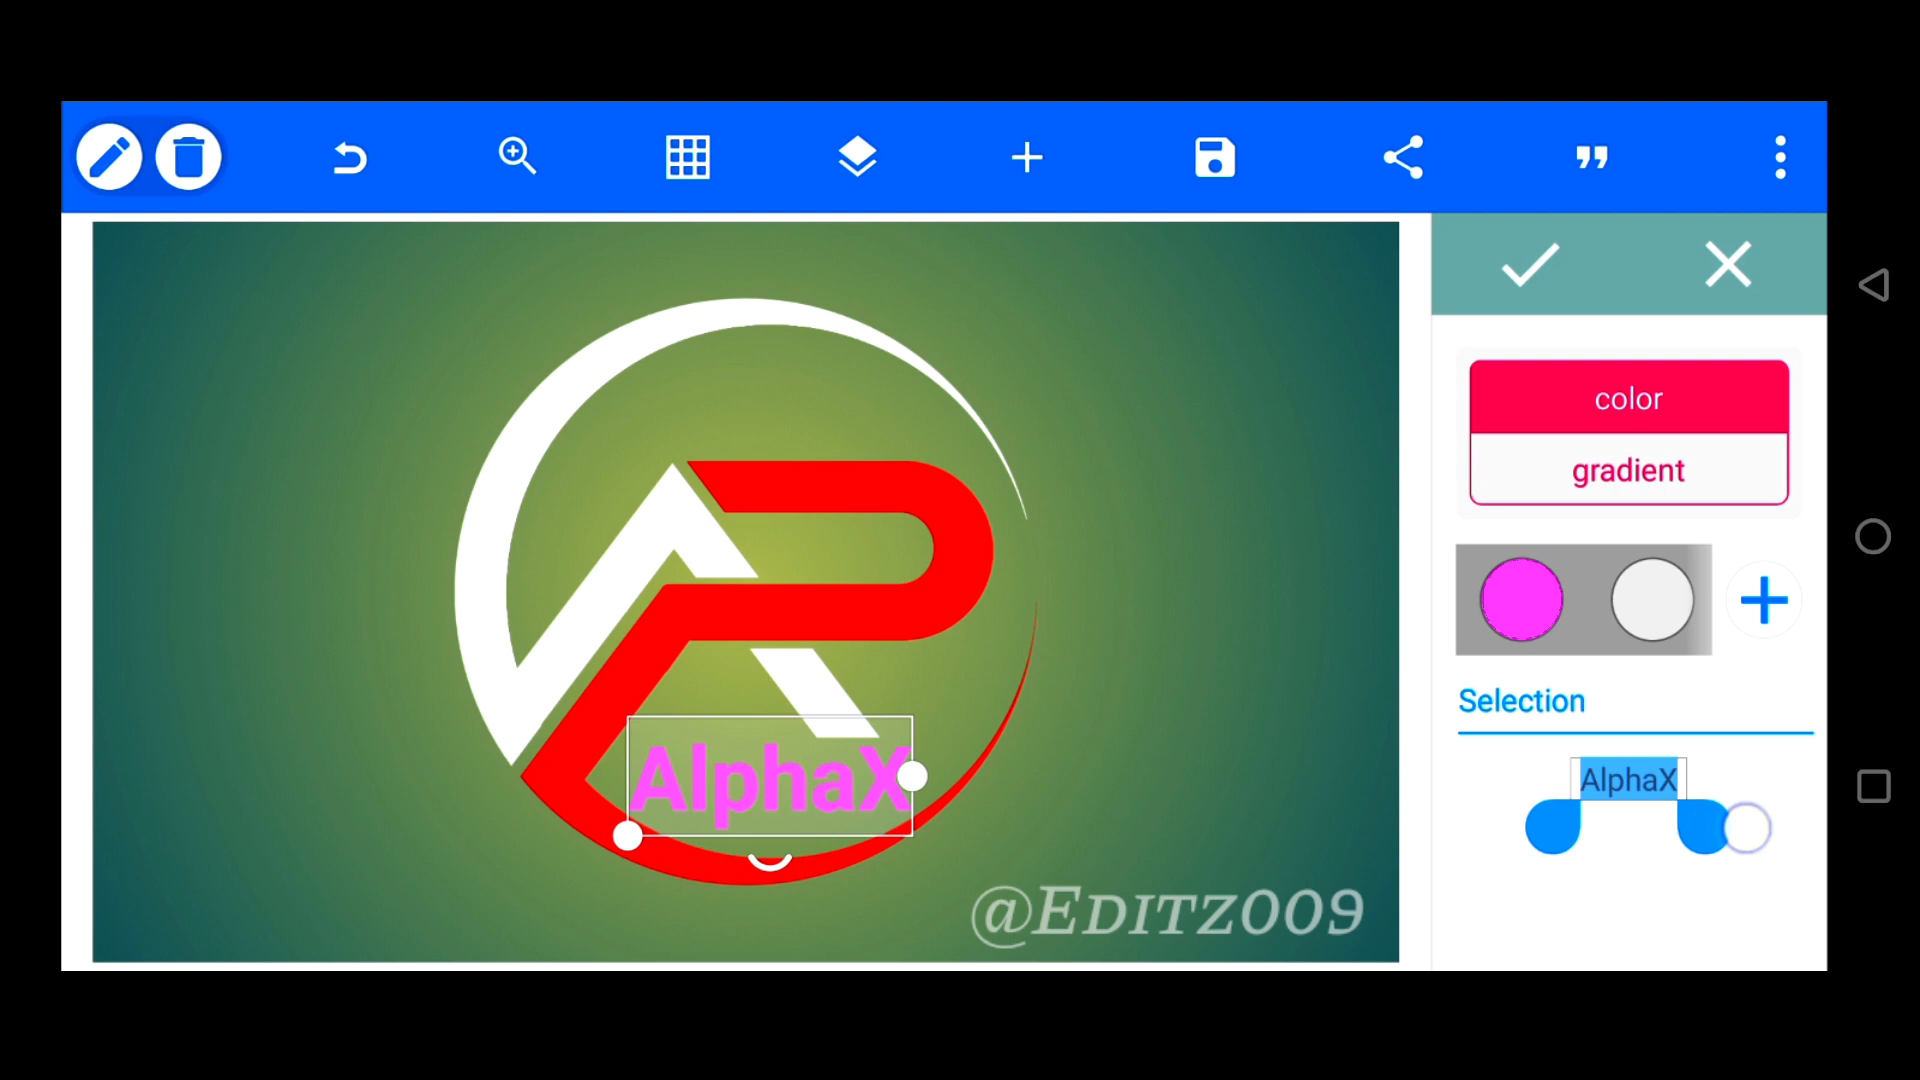 color
gradient
Selection
AlphaX
AlphaX
@EDITZ009